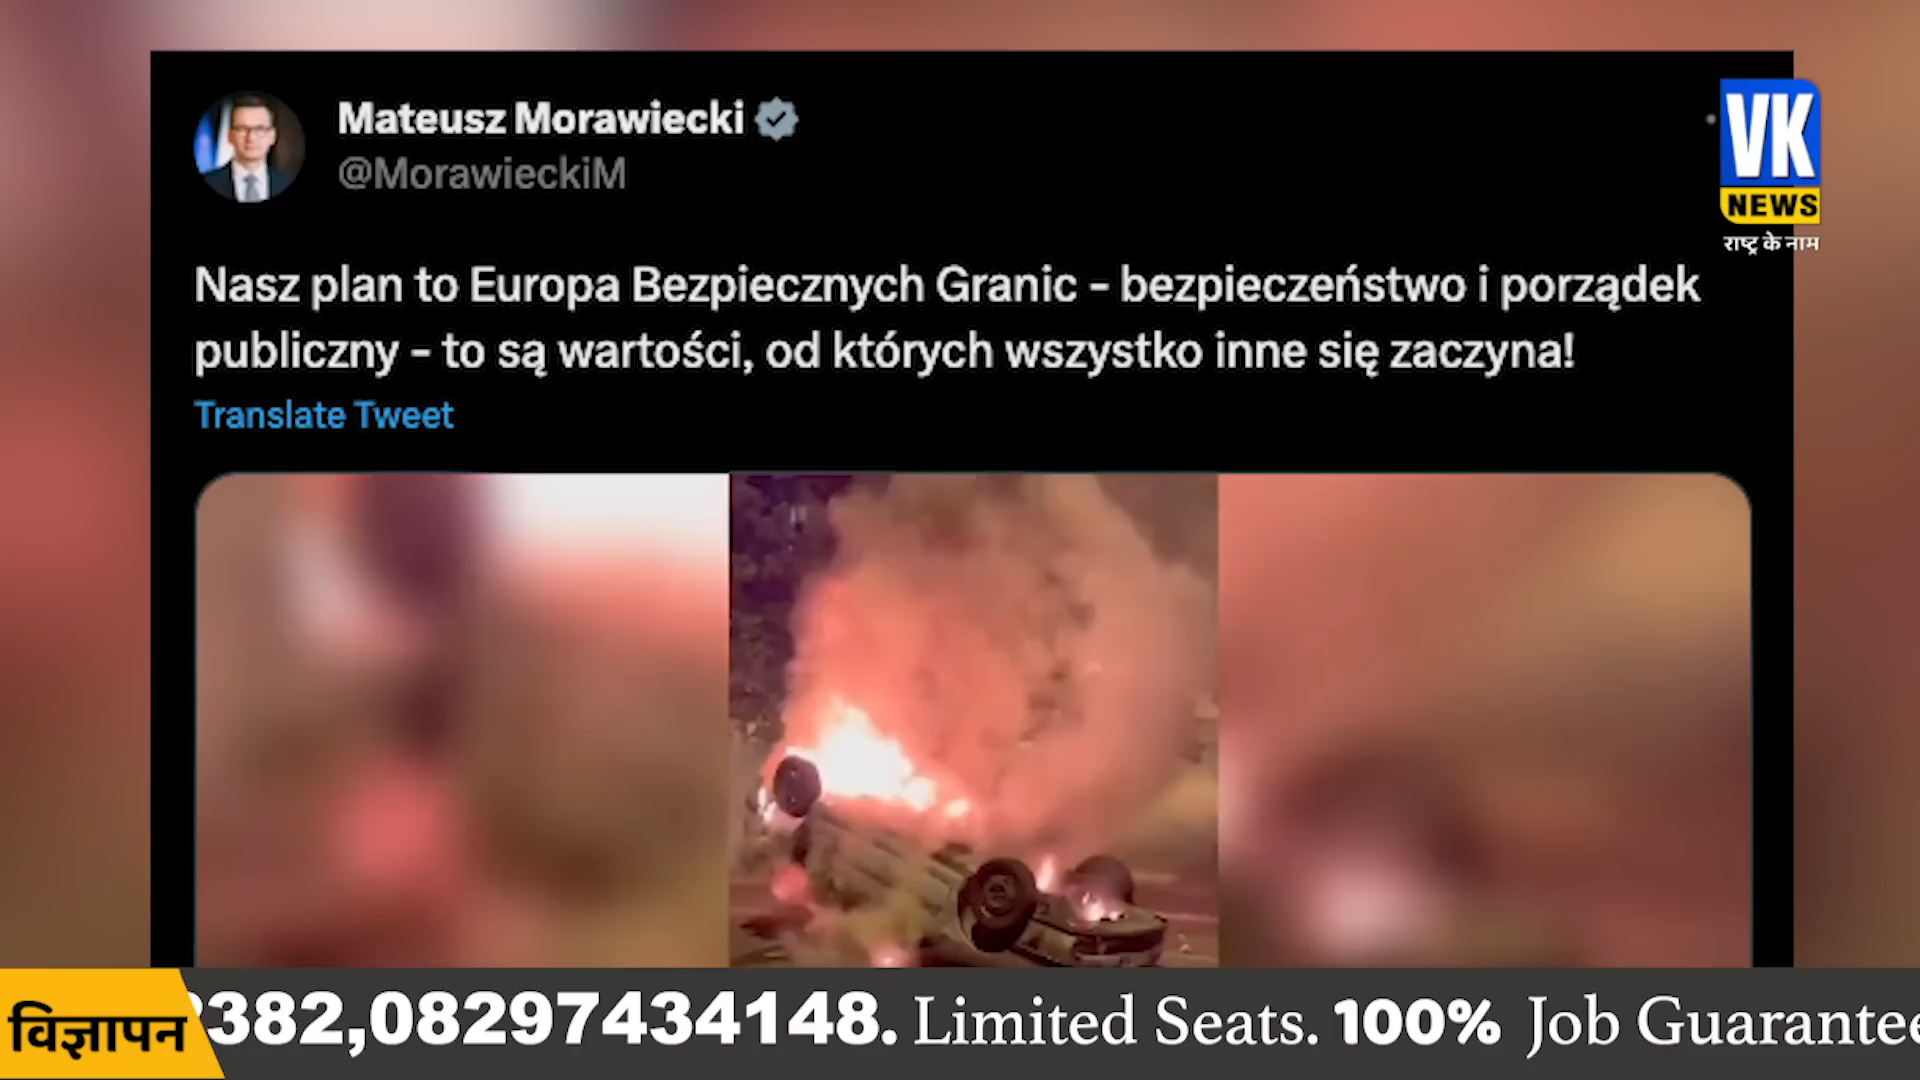 Mateusz Morawiecki
@MorawieckiM
VK
NEWS
राष्ट्र के नाम
Nasz plan to Europa Bezpiecznych Granic - bezpieczeństwo i porządek
publiczny - to są wartości, od których wszystko inne się zaczyna!
Translate Tweet
विज्ञापन
382,08297434148. Limited Seats. 100% Job Guarantee